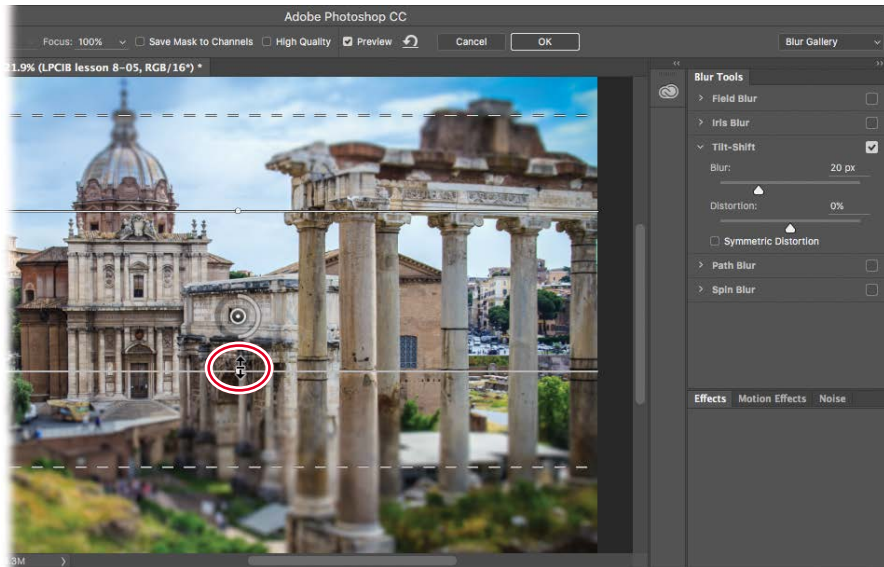 Adobe Photoshop CC
Focus: 100% Save Mask to Channels High Quality Preview Cancel OK Blur Gallery
21.9% (LPCIB lesson 8-05, RGB/16*) *
Blur Tools
Field Blur
Iris Blur
Tilt-Shift
Blur: 20 px
Distortion: 0%
Symmetric Distortion
Path Blur
Spin Blur
Effects Motion Effects Noise